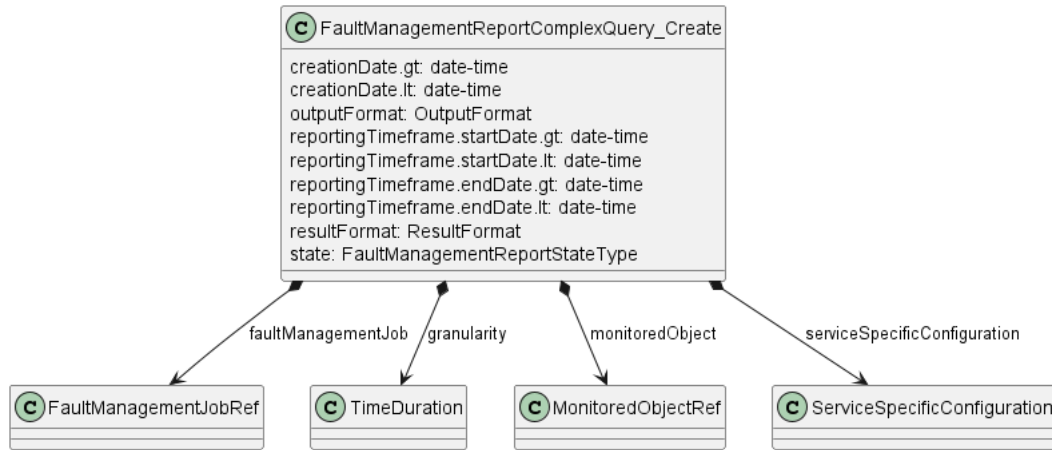 C FaultManagementReportComplexQuery_Create
creationDate.gt: date-time
creationDate.lt: date-time
outputFormat: OutputFormat
reportingTimeframe.startDate.gt: date-time
reportingTimeframe.startDate.lt: date-time
reportingTimeframe.endDate.gt: date-time
reportingTimeframe.endDate.lt: date-time
resultFormat: ResultFormat
state: FaultManagementReportStateType
faultManagementJob granularity monitoredObject serviceSpecificConfiguration
C FaultManagementJobRef C TimeDuration C MonitoredObjectRef C ServiceSpecificConfiguration